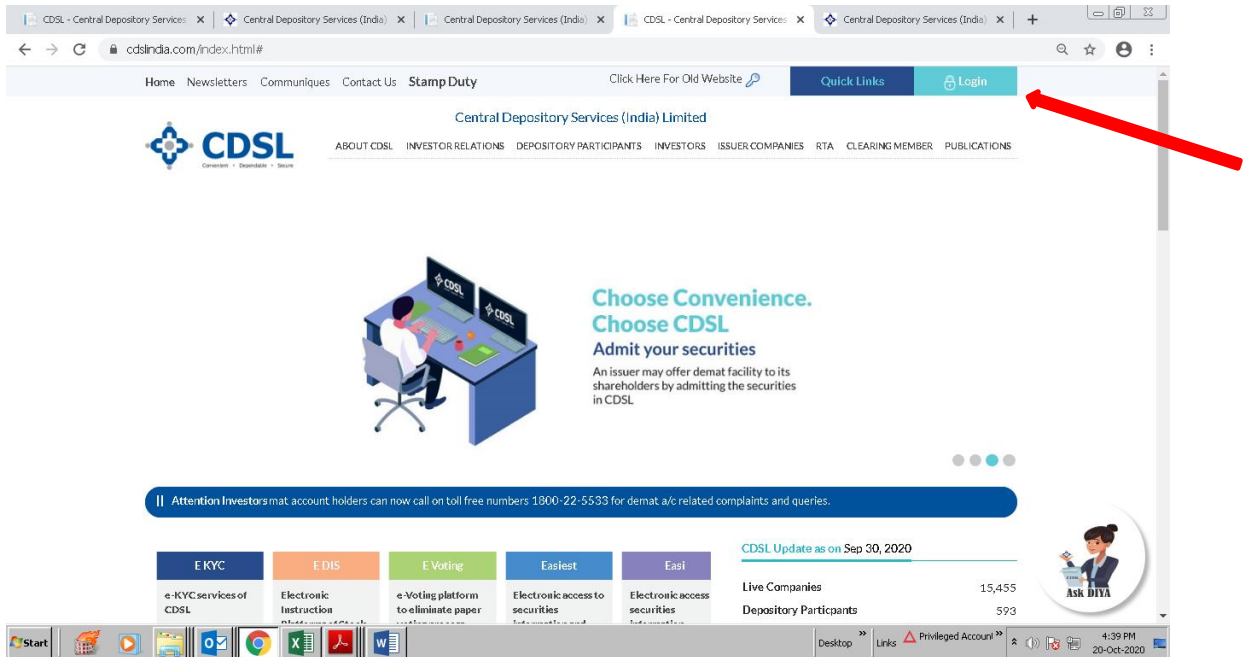 CDSL - Central Depository Services
Central Depository Services (India)
Central Depository Services (India)
CDSL - Central Depository Services
Central Depository Services (India)
cdslindia.com/index.html#
Home Newsletters Communiques Contact Us Stamp Duty Click Here For Old Website Quick Links Login
Central Depository Services (India) Limited
CDSL
Convenient • Dependable • Secure
ABOUT CDSL INVESTOR RELATIONS DEPOSITORY PARTICIPANTS INVESTORS ISSUER COMPANIES RTA CLEARING MEMBER PUBLICATIONS
CDSL
CDSL
Choose Convenience.
Choose CDSL
Admit your securities
An issuer may offer demat facility to its
shareholders by admitting the securities
in CDSL
Attention Investors mat account holders can now call on toll free numbers 1800-22-5533 for demat a/c related complaints and queries.
E KYC E DIS E Voting Easiest Easi
e-KYC services of
CDSL
Electronic
Instruction
e-Voting platform
to eliminate paper
Electronic access to
securities
Electronic access
securities
CDSL Update as on Sep 30, 2020
Live Companies 15,455
Depository Particpants 593
CDSL
Ask DIYA
Start
Desktop » Links Privileged Account »
4:39 PM
20-Oct-2020